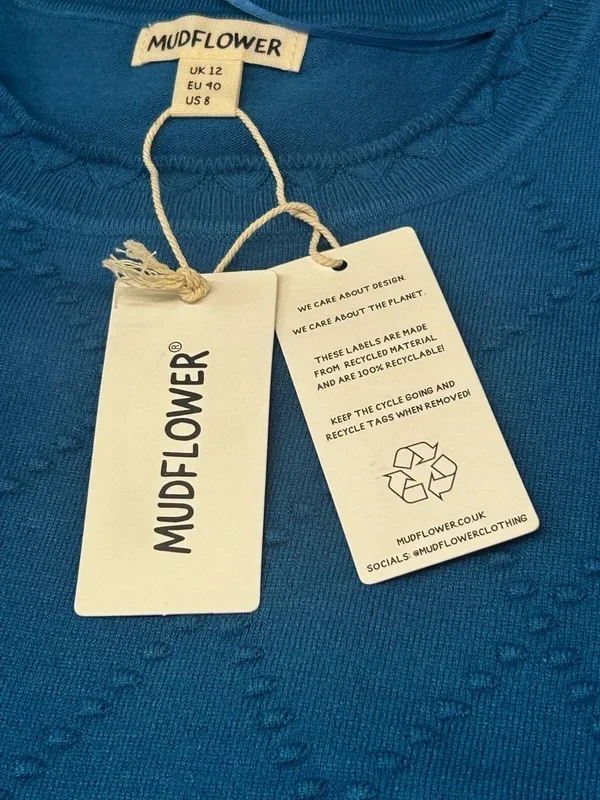 MUDFLOWER
UK 12
EU 40
US 8
MUDFLOWER®
WE CARE ABOUT DESIGN.
WE CARE ABOUT THE PLANET.
THESE LABELS ARE MADE
FROM RECYCLED MATERIAL
AND ARE 100% RECYCLABLE!
KEEP THE CYCLE GOING AND
RECYCLE TAGS WHEN REMOVED!
MUDFLOWER.CO.UK
SOCIALS: @MUDFLOWERCLOTHING